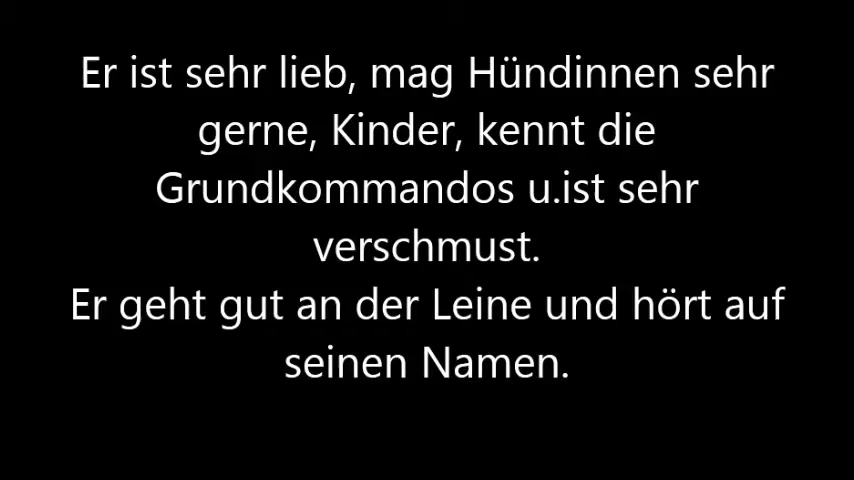 Er ist sehr lieb, mag Hündinnen sehr
gerne, Kinder, kennt die
Grundkommandos u.ist sehr
verschmust.
Er geht gut an der Leine und hört auf
seinen Namen.